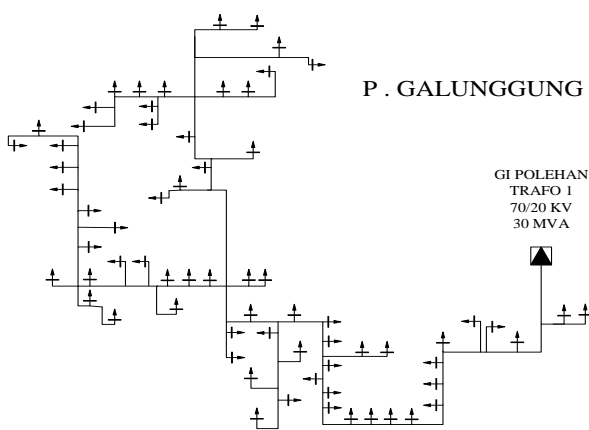 P . GALUNGGUNG
GI POLEHAN
TRAFO 1
70/20 KV
30 MVA